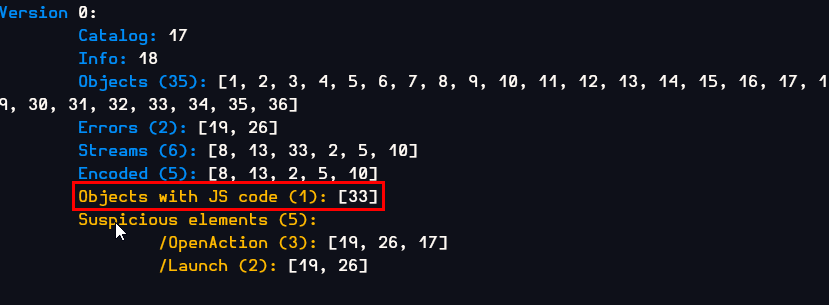 Version 0:
Catalog: 17
Info: 18
Objects (35): [1, 2, 3, 4, 5, 6, 7, 8, 9, 10, 11, 12, 13, 14, 15, 16, 17, 1
9, 30, 31, 32, 33, 34, 35, 36]
Errors (2): [19, 26]
Streams (6): [8, 13, 33, 2, 5, 10]
Encoded (5): [8, 13, 2, 5, 10]
Objects with JS code (1): [33]
Suspicious elements (5):
/OpenAction (3): [19, 26, 17]
/Launch (2): [19, 26]